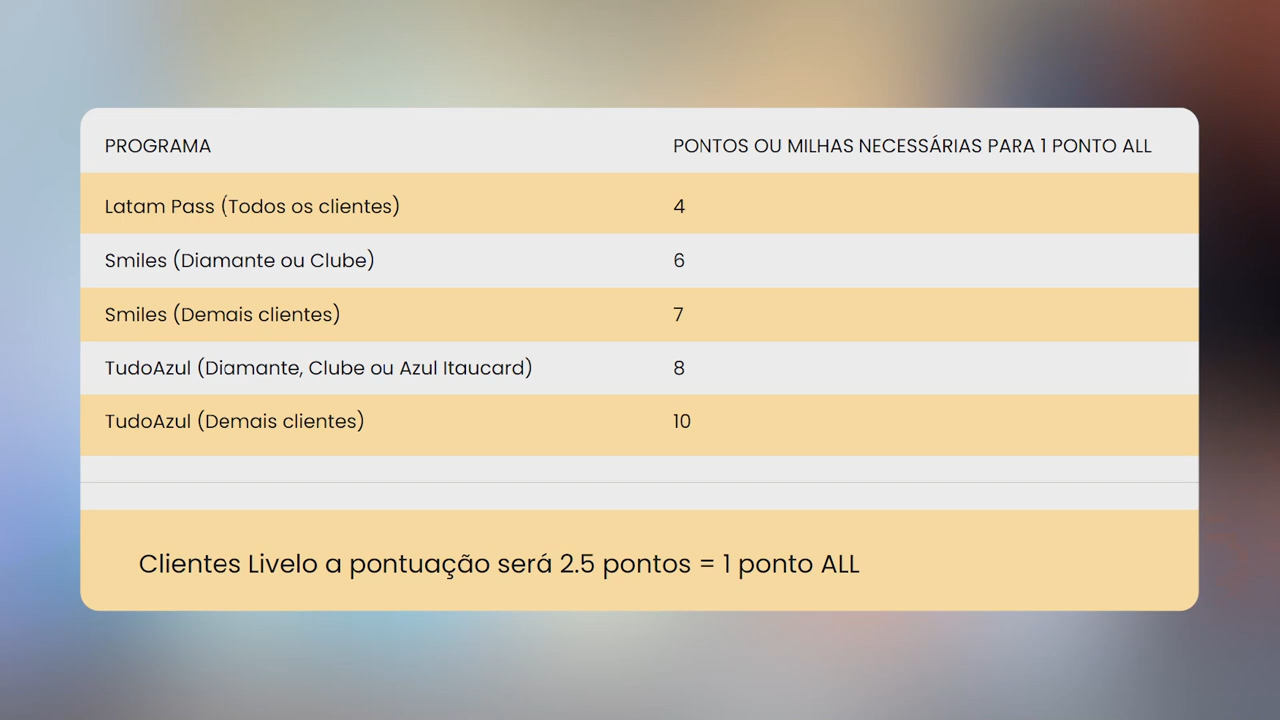 PROGRAMA PONTOS OU MILHAS NECESSÁRIAS PARA 1 PONTO ALL
Latam Pass (Todos os clientes) 4
Smiles (Diamante ou Clube) 6
Smiles (Demais clientes) 7
TudoAzul (Diamante, Clube ou Azul Itaucard) 8
TudoAzul (Demais clientes) 10
Clientes Livelo a pontuação será 2.5 pontos = 1 ponto ALL